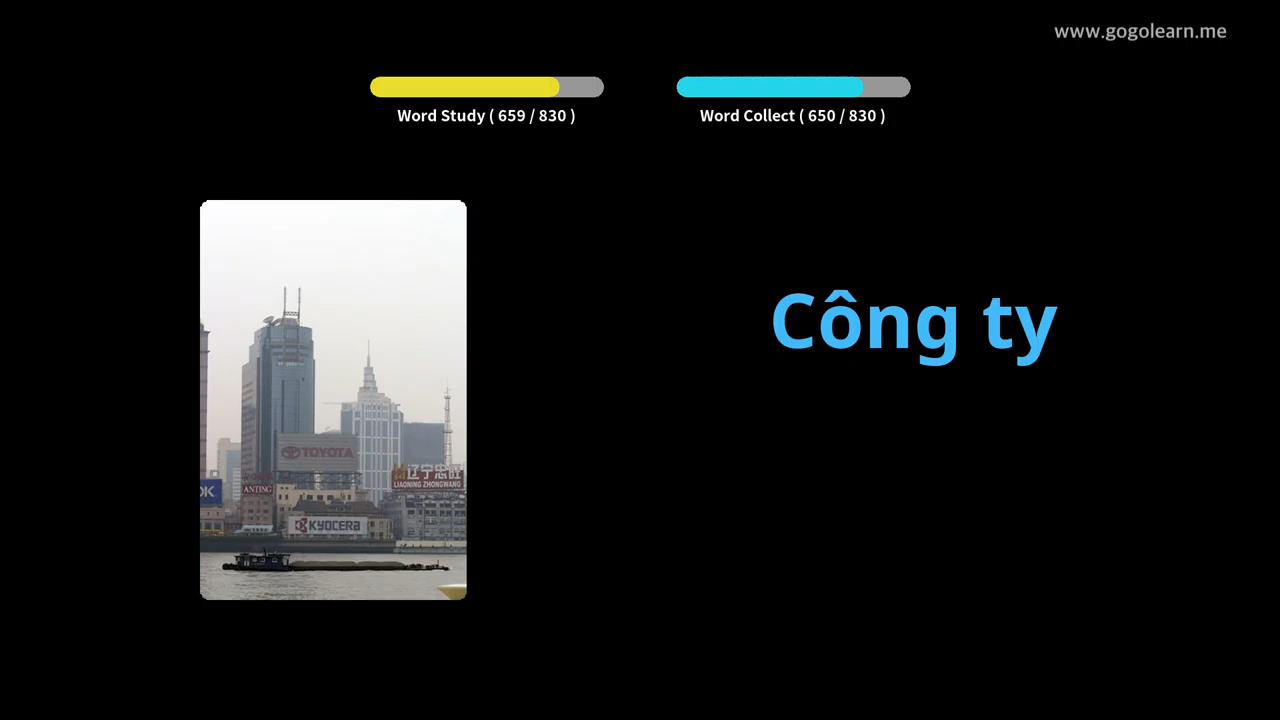 www.gogolearn.me
Word Study ( 659 / 830 )
Word Collect ( 650 / 830 )
Công ty
TOYOTA
辽宁忠旺
LIAONING ZHONGWANG
OK
ANTING
KYOCERA